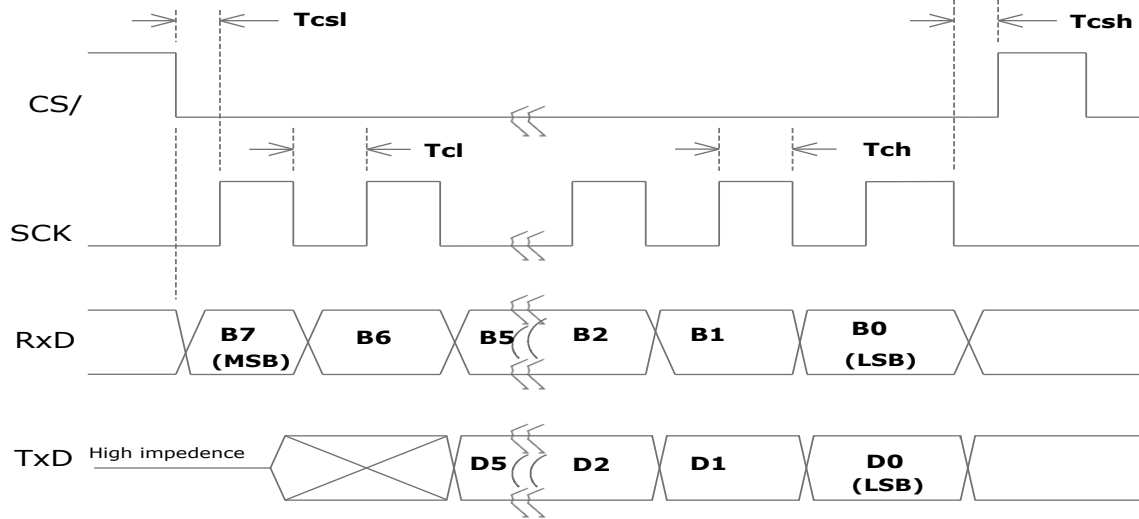 Tcsl
Tcsh
CS/
Tcl
Tch
SCK
RxD
B7
(MSB)
B6
B5
B2
B1
B0
(LSB)
TxD
High impedence
D5
D2
D1
D0
(LSB)